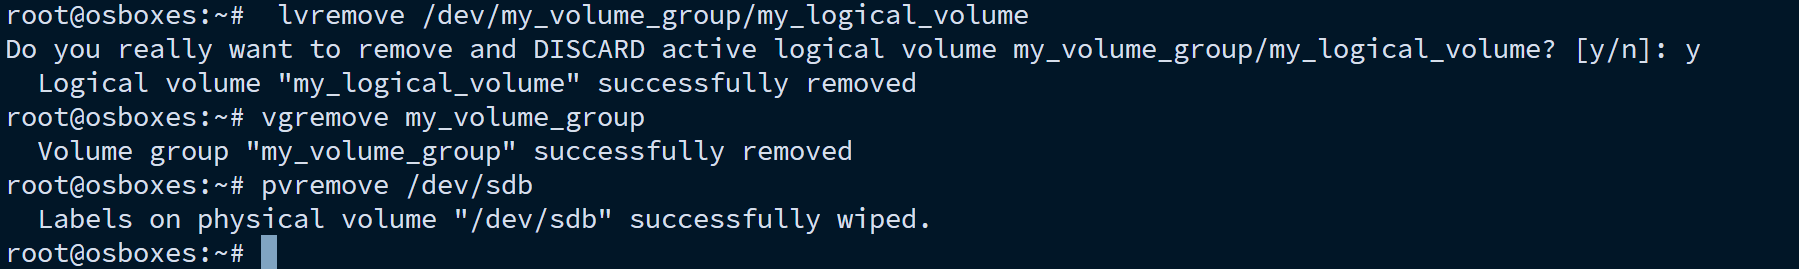 root@osboxes:~#  lvremove /dev/my_volume_group/my_logical_volume
Do you really want to remove and DISCARD active logical volume my_volume_group/my_logical_volume? [y/n]: y
  Logical volume "my_logical_volume" successfully removed
root@osboxes:~# vgremove my_volume_group
  Volume group "my_volume_group" successfully removed
root@osboxes:~# pvremove /dev/sdb
  Labels on physical volume "/dev/sdb" successfully wiped.
root@osboxes:~#